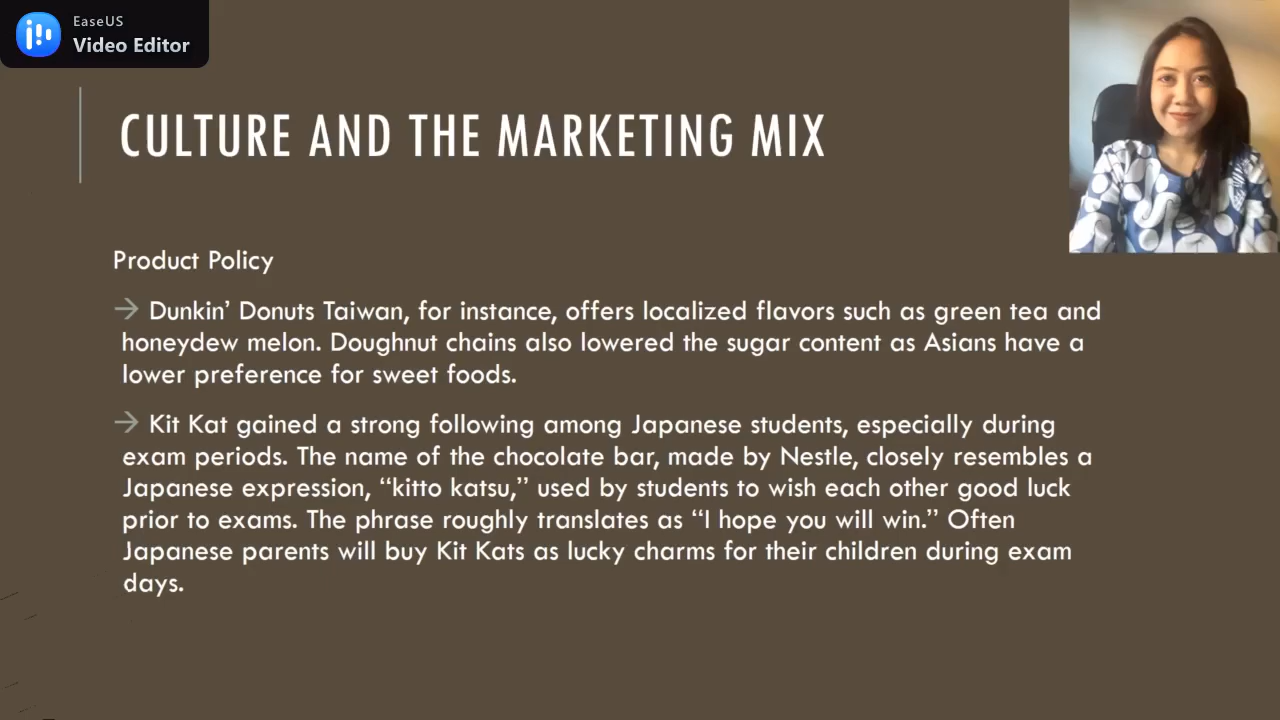 EaseUS
Video Editor
CULTURE AND THE MARKETING MIX
Product Policy
→ Dunkin’ Donuts Taiwan, for instance, offers localized flavors such as green tea and
honeydew melon. Doughnut chains also lowered the sugar content as Asians have a
lower preference for sweet foods.
→ Kit Kat gained a strong following among Japanese students, especially during
exam periods. The name of the chocolate bar, made by Nestle, closely resembles a
Japanese expression, “kitto katsu,” used by students to wish each other good luck
prior to exams. The phrase roughly translates as “I hope you will win.” Often
Japanese parents will buy Kit Kats as lucky charms for their children during exam
days.